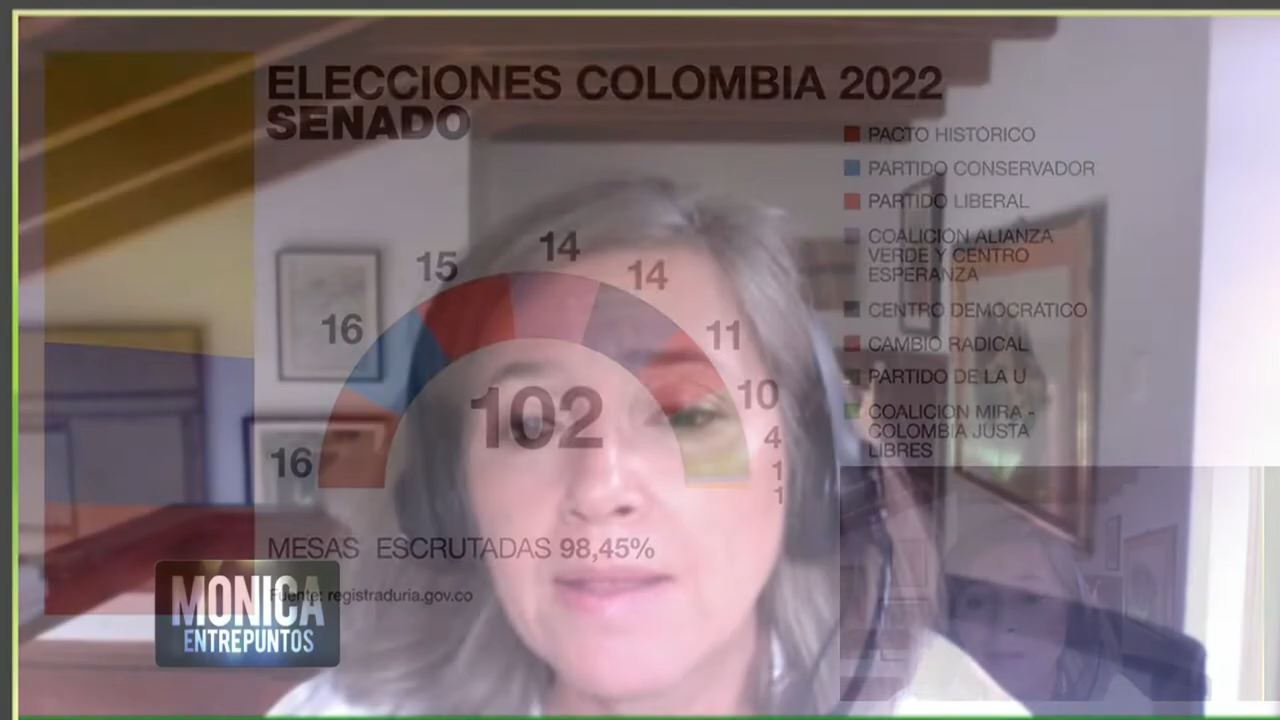 ELECCIONES COLOMBIA 2022
SENADO
PACTO HISTÓRICO
PARTIDO CONSERVADOR
PARTIDO LIBERAL
COALICIÓN ALIANZA
VERDE Y CENTRO
ESPERANZA
CENTRO DEMOCRÁTICO
CAMBIO RADICAL
PARTIDO DE LA U
COALICION MIRA -
COLOMBIA JUSTA
LIBRES
16
16
15
14
14
11
10
4
1
1
102
MESAS ESCRUTADAS 98,45%
Fuente: registraduria.gov.co
MONICA
ENTREPUNTOS